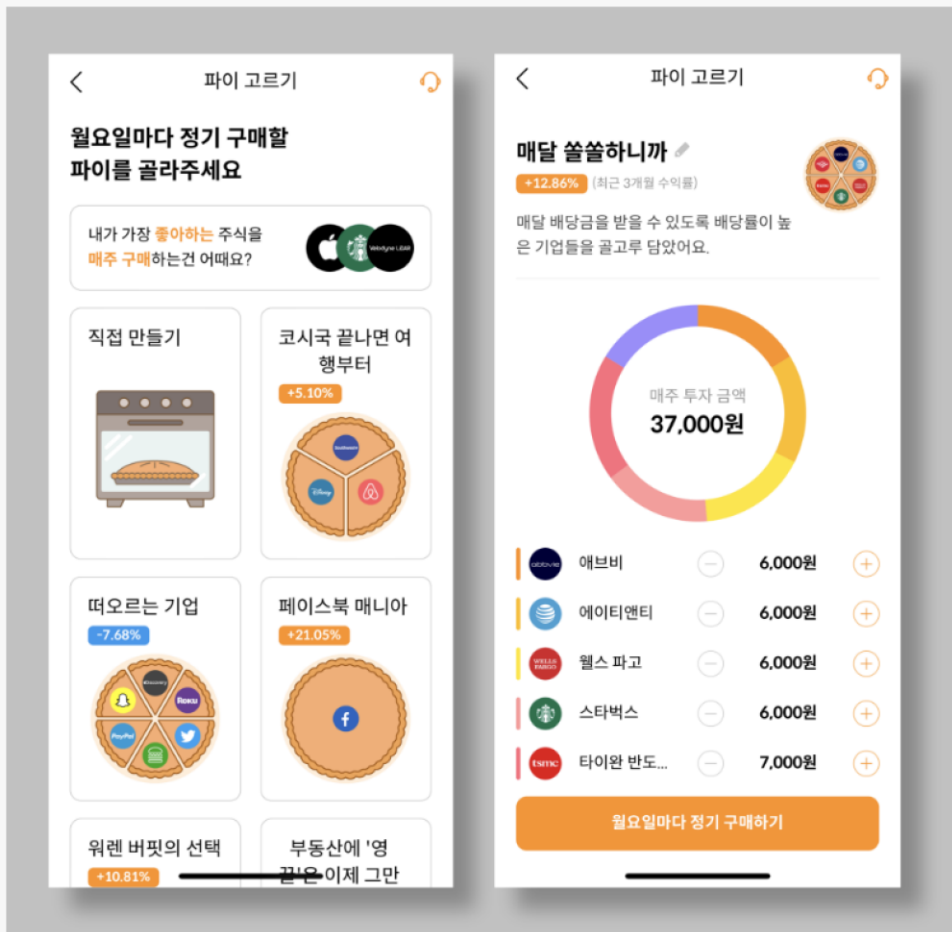 파이 고르기
월요일마다 정기 구매할
파이를 골라주세요
내가 가장 좋아하는 주식을
매주 구매하는건 어때요?
Velodyne LiDAR
직접 만들기
코시국 끝나면 여
행부터
+5.10%
Disney
떠오르는 기업
-7.68%
Discovery
ROKU
PayPal
페이스북 매니아
+21.05%
f
워렌 버핏의 선택
+10.81%
부동산에 '영
끌'은 이제 그만
파이 고르기
매달 쏠쏠하니까
+12.86% (최근 3개월 수익률)
매달 배당금을 받을 수 있도록 배당률이 높
은 기업들을 골고루 담았어요.
매주 투자 금액
37,000원
abbvie 애브비 6,000원
에이티앤티 6,000원
WELLS FARGO 웰스 파고 6,000원
스타벅스 6,000원
tsmc 타이완 반도... 7,000원
월요일마다 정기 구매하기